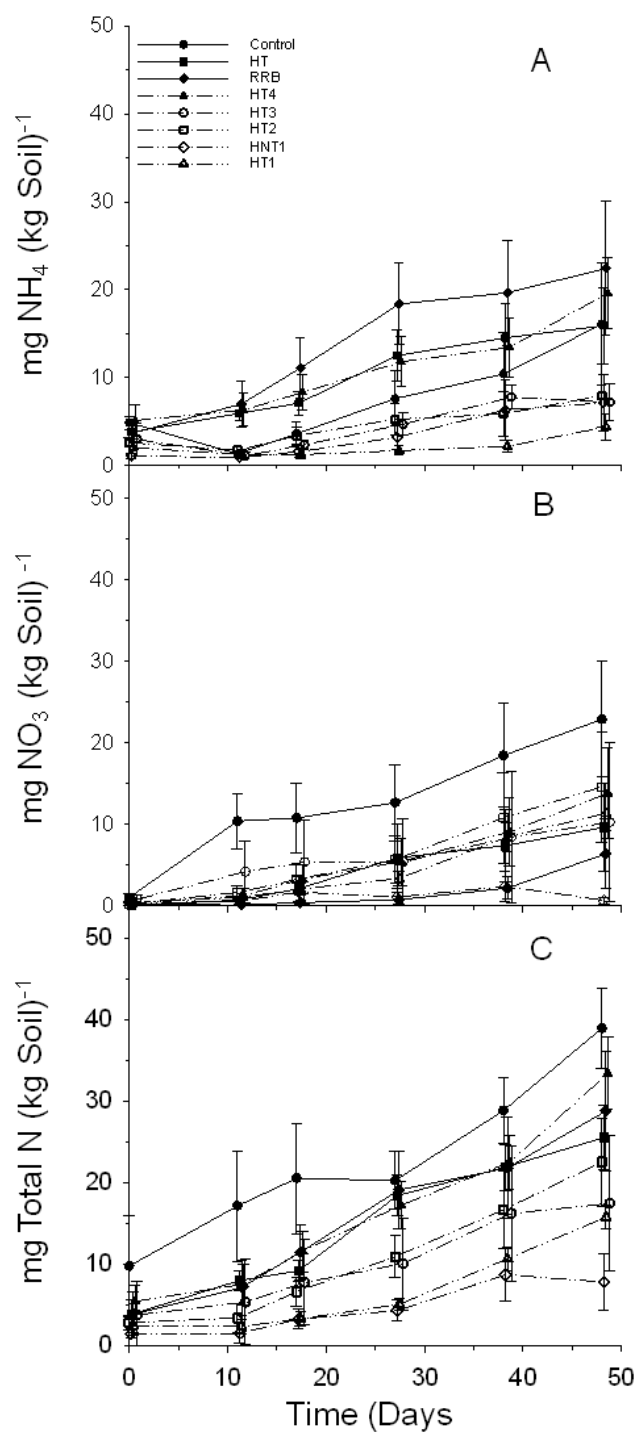 A
Control
HT
RRB
HT4
HT3
HT2
HNT1
HT1
mg NH₄ (kg Soil)⁻¹
50
40
30
20
10
0
B
mg NO₃ (kg Soil)⁻¹
50
40
30
20
10
0
C
mg Total N (kg Soil)⁻¹
50
40
30
20
10
0
0 10 20 30 40 50
Time (Days